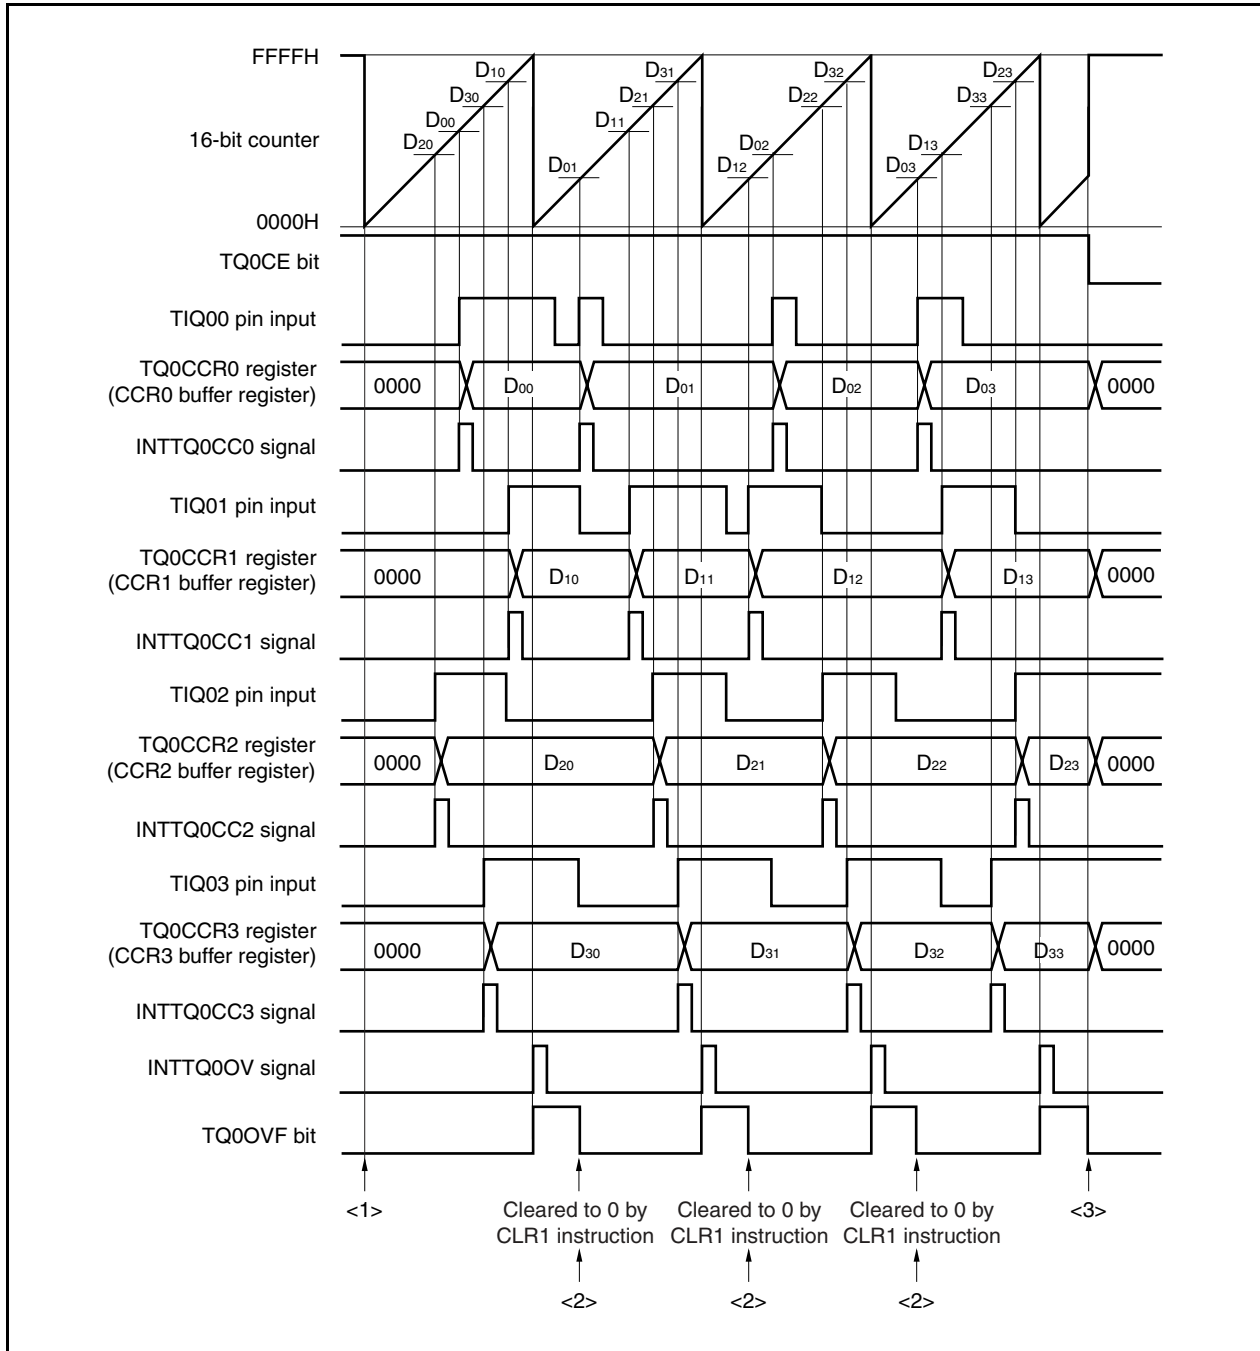 FFFFH
D10
D31
D32
D23
D30
D21
D22
D33
D00
D11
16-bit counter
D20
D02
D13
D01
D12
D03
0000H
TQ0CE bit
TIQ00 pin input
TQ0CCR0 register
(CCR0 buffer register)
0000
D00
D01
D02
D03
0000
INTTQ0CC0 signal
TIQ01 pin input
TQ0CCR1 register
(CCR1 buffer register)
0000
D10
D11
D12
D13
0000
INTTQ0CC1 signal
TIQ02 pin input
TQ0CCR2 register
(CCR2 buffer register)
0000
D20
D21
D22
D23
0000
INTTQ0CC2 signal
TIQ03 pin input
TQ0CCR3 register
(CCR3 buffer register)
0000
D30
D31
D32
D33
0000
INTTQ0CC3 signal
INTTQ0OV signal
TQ0OVF bit
<1>
Cleared to 0 by
CLR1 instruction
<2>
Cleared to 0 by
CLR1 instruction
<2>
Cleared to 0 by
CLR1 instruction
<2>
<3>